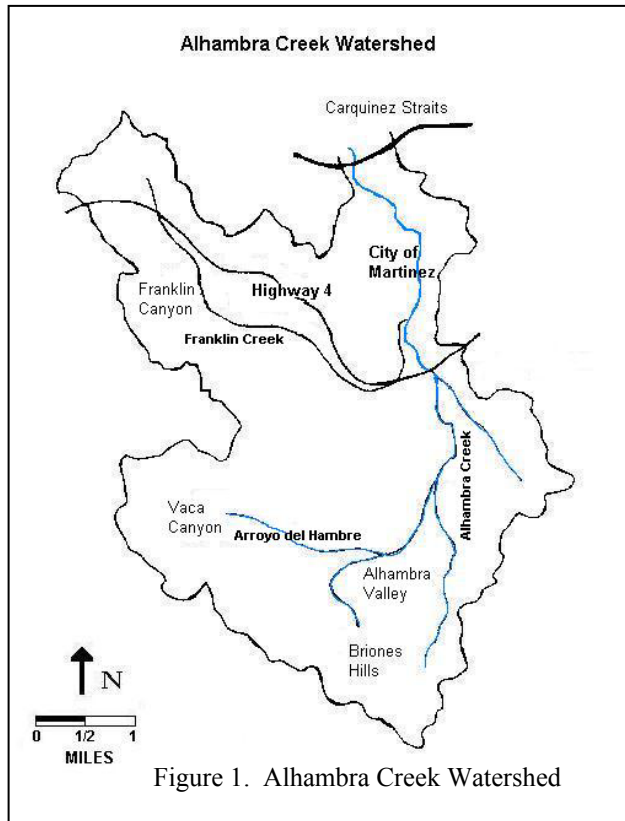 Alhambra Creek Watershed
Carquinez Straits
City of
Martinez
Franklin
Canyon
Highway 4
Franklin Creek
Alhambra Creek
Vaca
Canyon
Arroyo del Hambre
Alhambra
Valley
Briones
Hills
N
0 1/2 1
MILES
Figure 1. Alhambra Creek Watershed